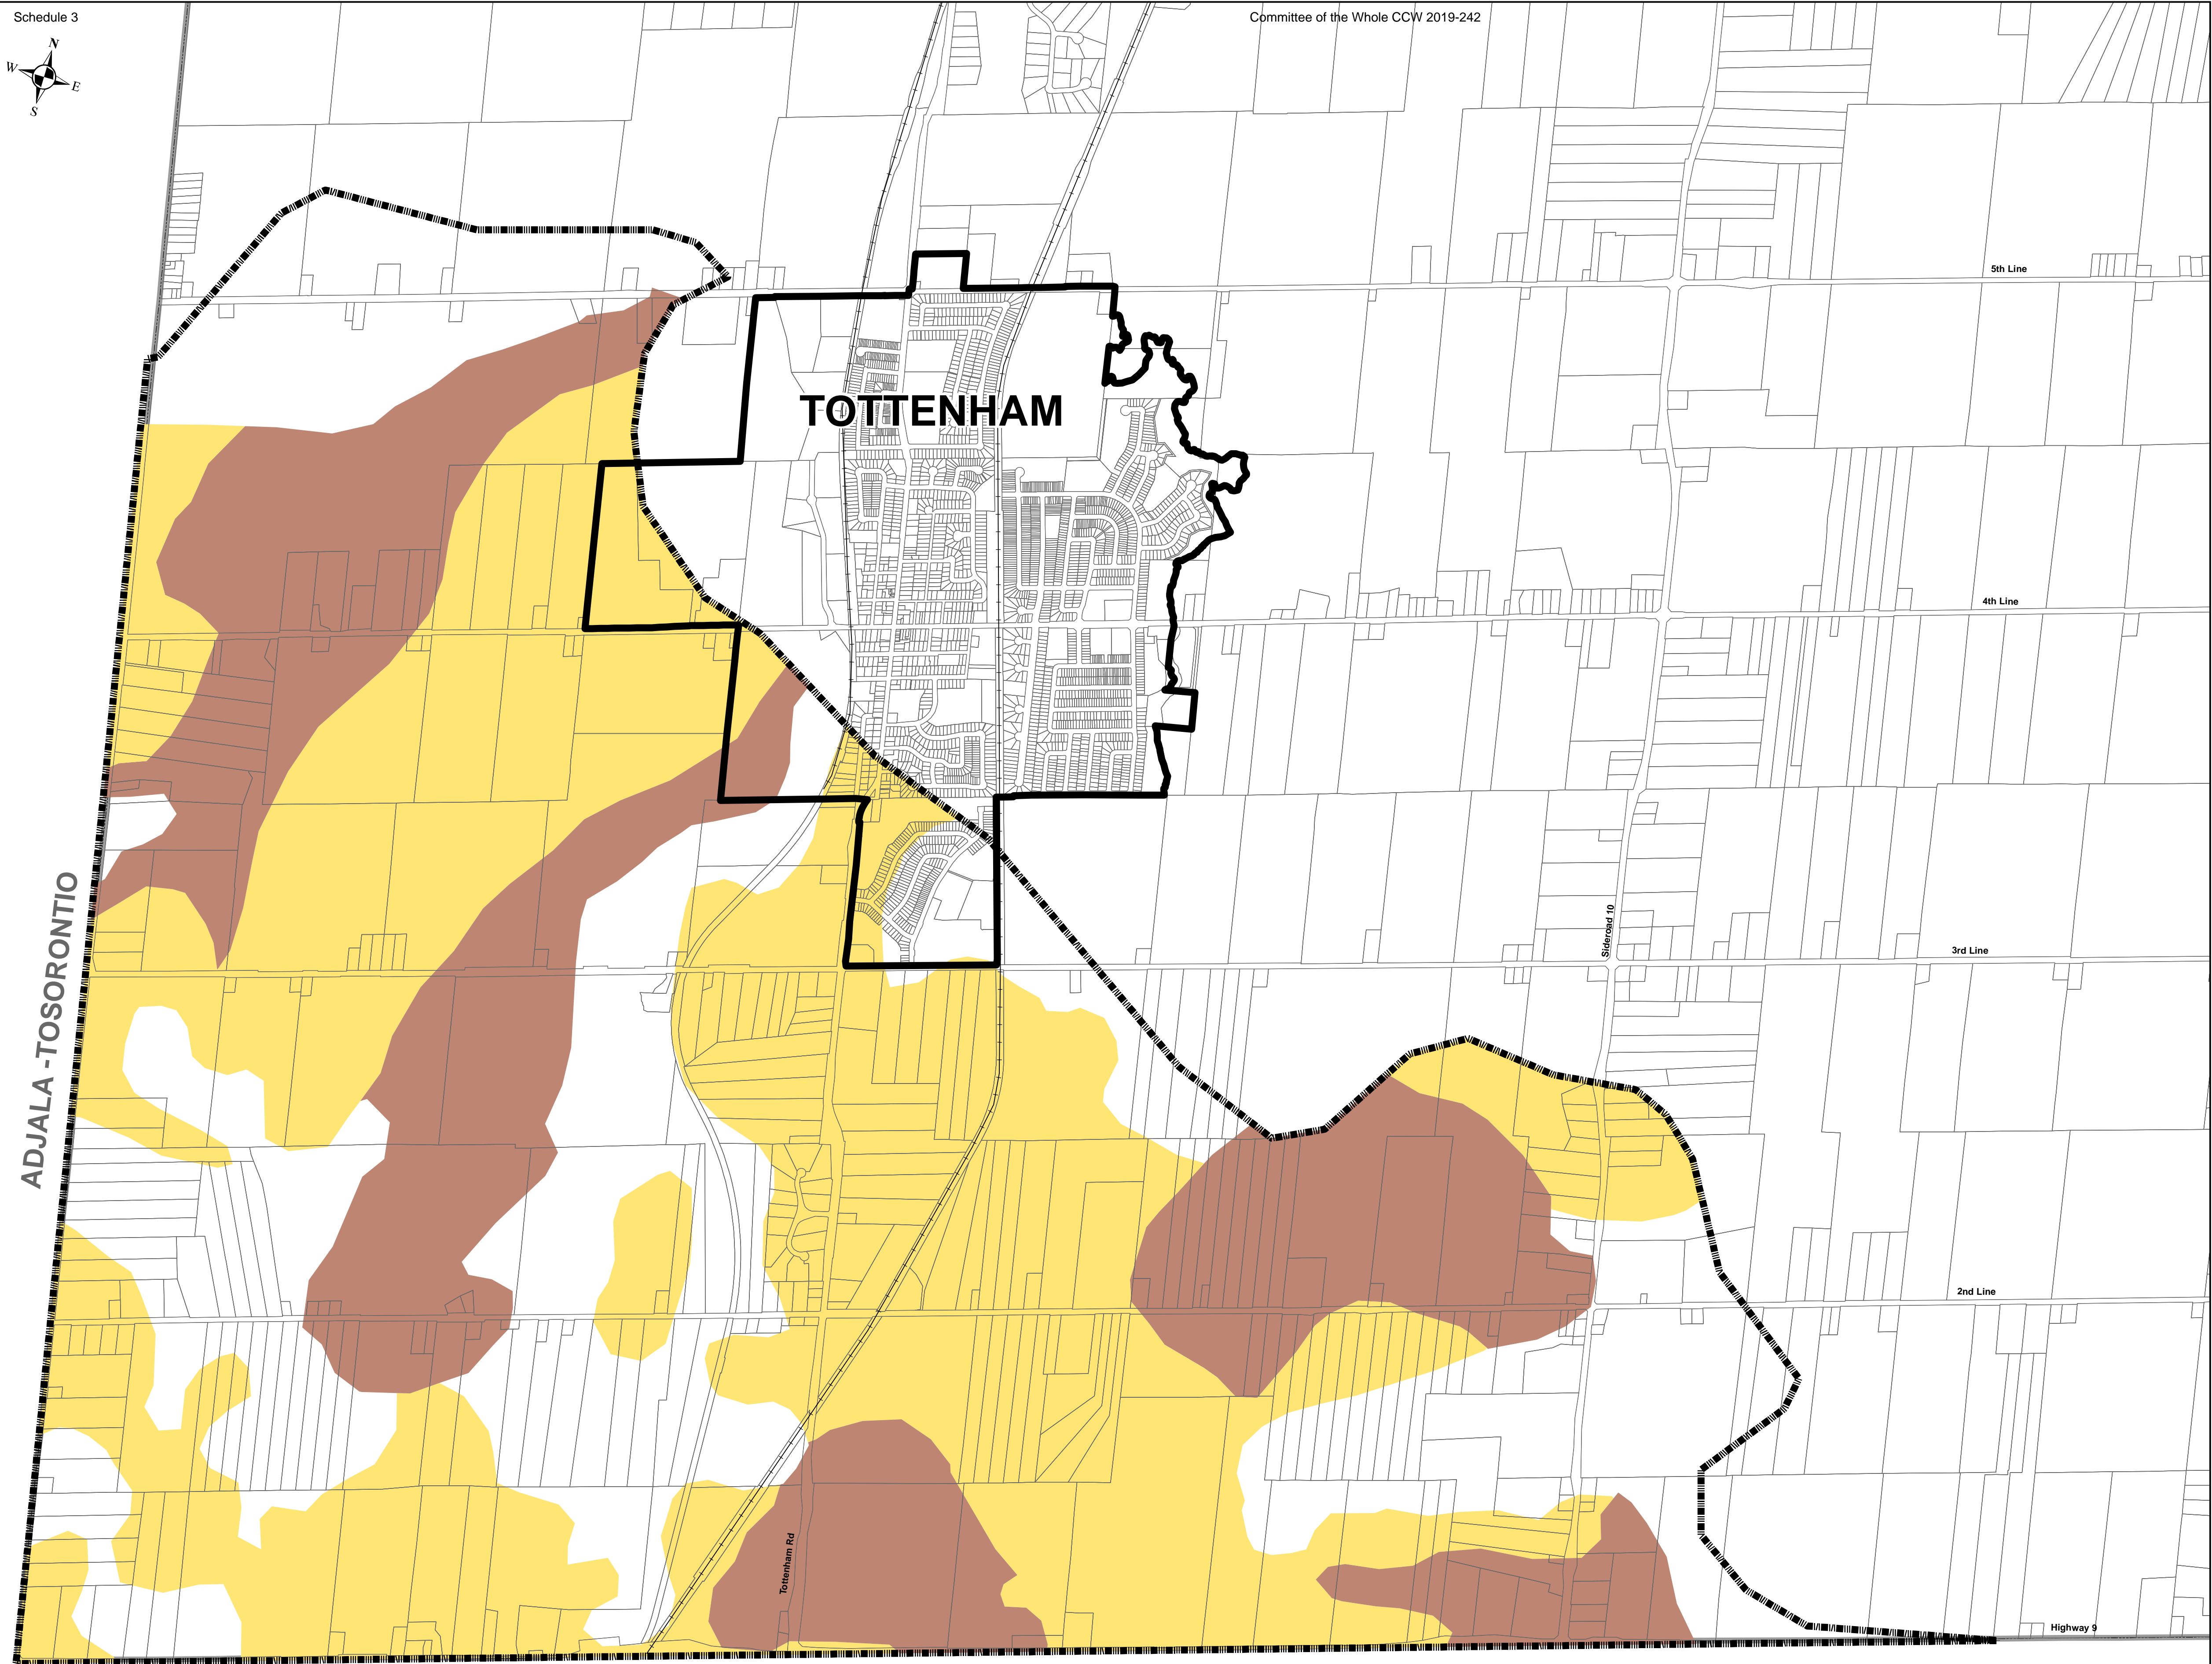 Schedule 3
Committee of the Whole CCW 2019-242
N
W
E
S
5th Line
TOTTENHAM
4th Line
ADJALA - TOSORONTIO
Sideroad 10
3rd Line
2nd Line
Tottenham Rd
Highway 9